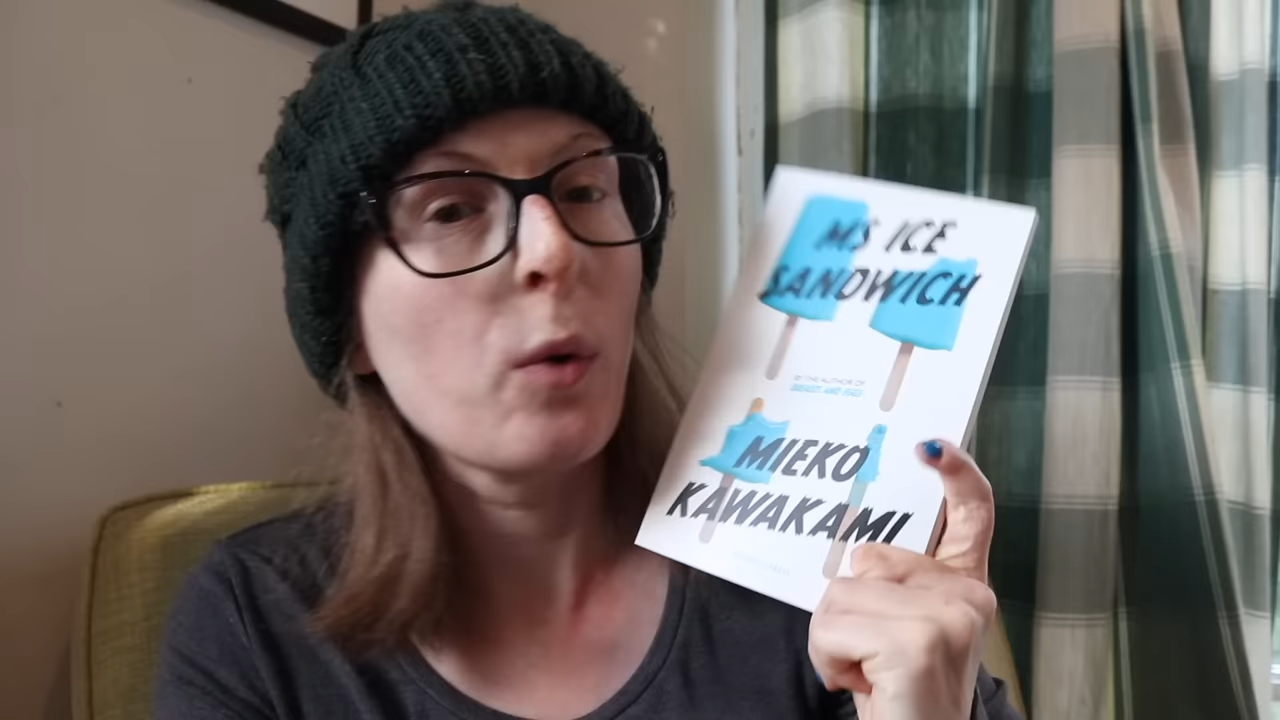 MS ICE
SANDWICH
BY THE AUTHOR OF
BREASTS AND EGGS
MIEKO
KAWAKAMI